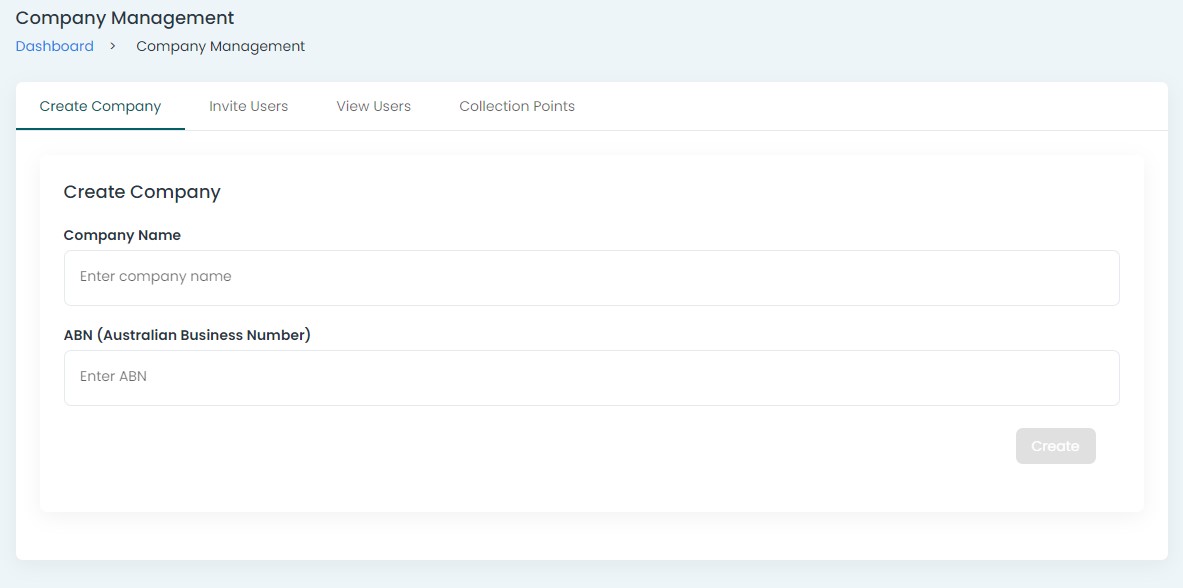 Company Management
Dashboard > Company Management
Create Company Invite Users View Users Collection Points
Create Company
Company Name
Enter company name
ABN (Australian Business Number)
Enter ABN
Create